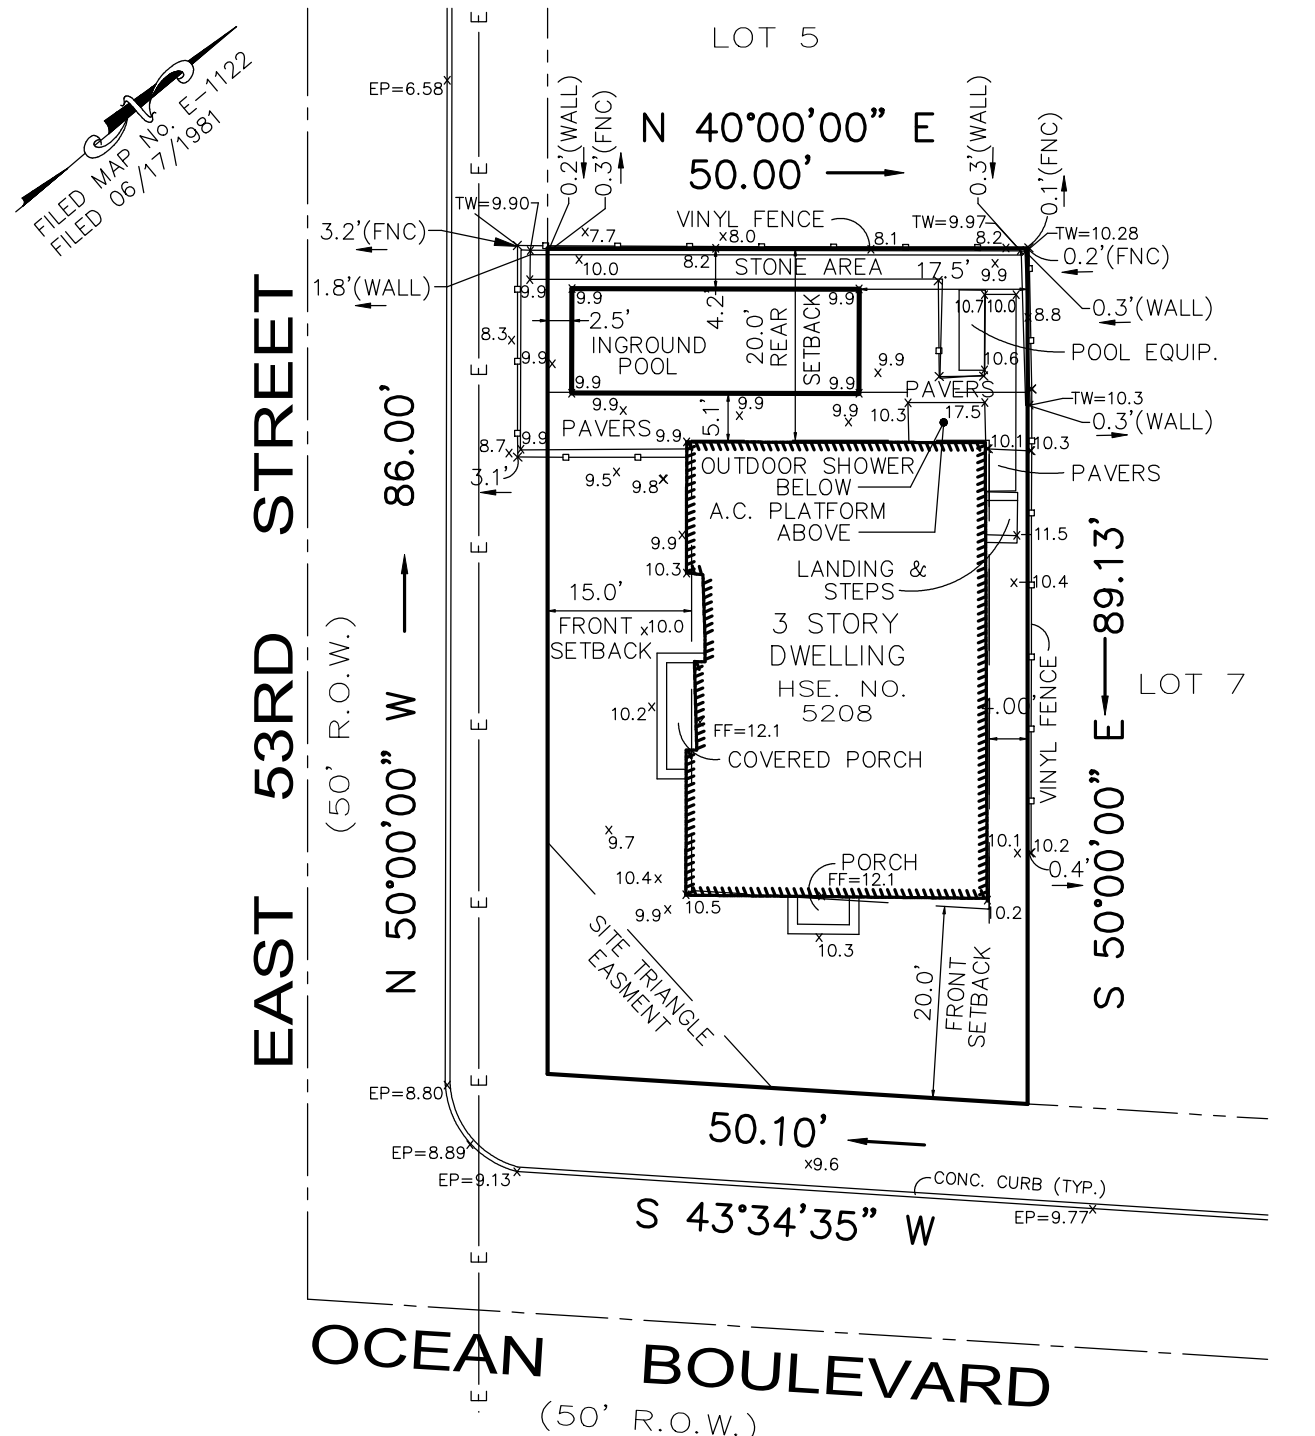 LOT 5
FILED MAP No. E-1122
FILED 06/17/1981
EP=6.58
0.2'(WALL)
0.3'(FNC)
N 40°00'00" E
50.00'
0.3'(WALL)
0.1'(FNC)
TW=9.90
VINYL FENCE
TW=9.97
TW=10.28
3.2'(FNC)
x7.7
x8.0
8.1
8.2
0.2'(FNC)
10.0
8.2
STONE AREA
17.5'
9.9
1.8'(WALL)
9.9
9.9
9.9
10.7
10.0
0.3'(WALL)
8.8
4.2'
20.0' REAR
SETBACK
2.5'
8.3
INGROUND
POOL
9.9
9.9
10.6
POOL EQUIP.
9.9
9.9
PAVERS
TW=10.3
9.9
9.9
9.9
10.3
17.5
0.3'(WALL)
5.1'
PAVERS
8.7
9.9
9.9
10.1
10.3
3.1'
9.5
9.8
OUTDOOR SHOWER
BELOW
PAVERS
A.C. PLATFORM
ABOVE
9.9
11.5
10.3
LANDING &
STEPS
10.4
15.0'
FRONT
SETBACK
x10.0
3 STORY
DWELLING
HSE. NO.
5208
LOT 7
10.2
FF=12.1
COVERED PORCH
4.00'
VINYL FENCE
EAST 53RD STREET
(50' R.O.W.)
N 50°00'00" W 86.00'
S 50°00'00" E 89.13'
9.7
10.1
10.2
PORCH
FF=12.1
0.4'
10.4x
10.5
9.9
10.2
10.3
SITE TRIANGLE
EASMENT
20.0'
FRONT
SETBACK
EP=8.80
50.10'
EP=8.89
x9.6
EP=9.13
CONC. CURB (TYP.)
S 43°34'35" W
EP=9.77
E
E
E
E
E
E
E
E
E
OCEAN BOULEVARD
(50' R.O.W.)